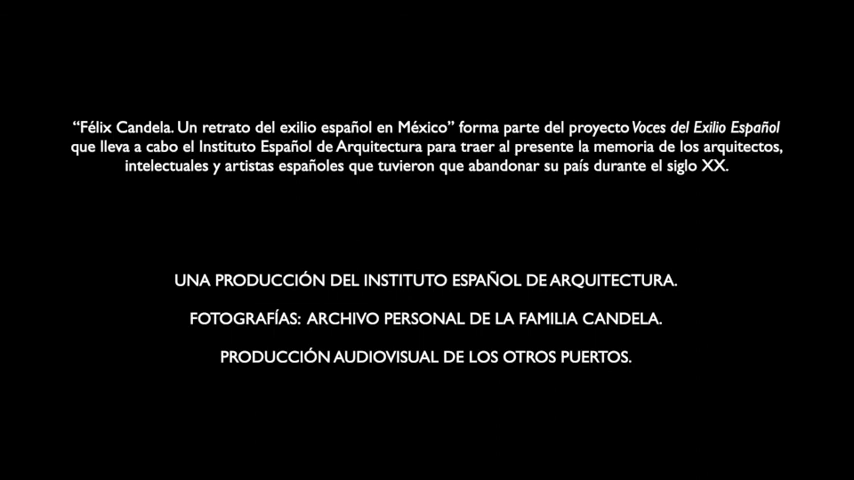 “Félix Candela. Un retrato del exilio español en México” forma parte del proyecto Voces del Exilio Español
que lleva a cabo el Instituto Español de Arquitectura para traer al presente la memoria de los arquitectos,
intelectuales y artistas españoles que tuvieron que abandonar su país durante el siglo XX.
UNA PRODUCCIÓN DEL INSTITUTO ESPAÑOL DE ARQUITECTURA.
FOTOGRAFÍAS: ARCHIVO PERSONAL DE LA FAMILIA CANDELA.
PRODUCCIÓN AUDIOVISUAL DE LOS OTROS PUERTOS.